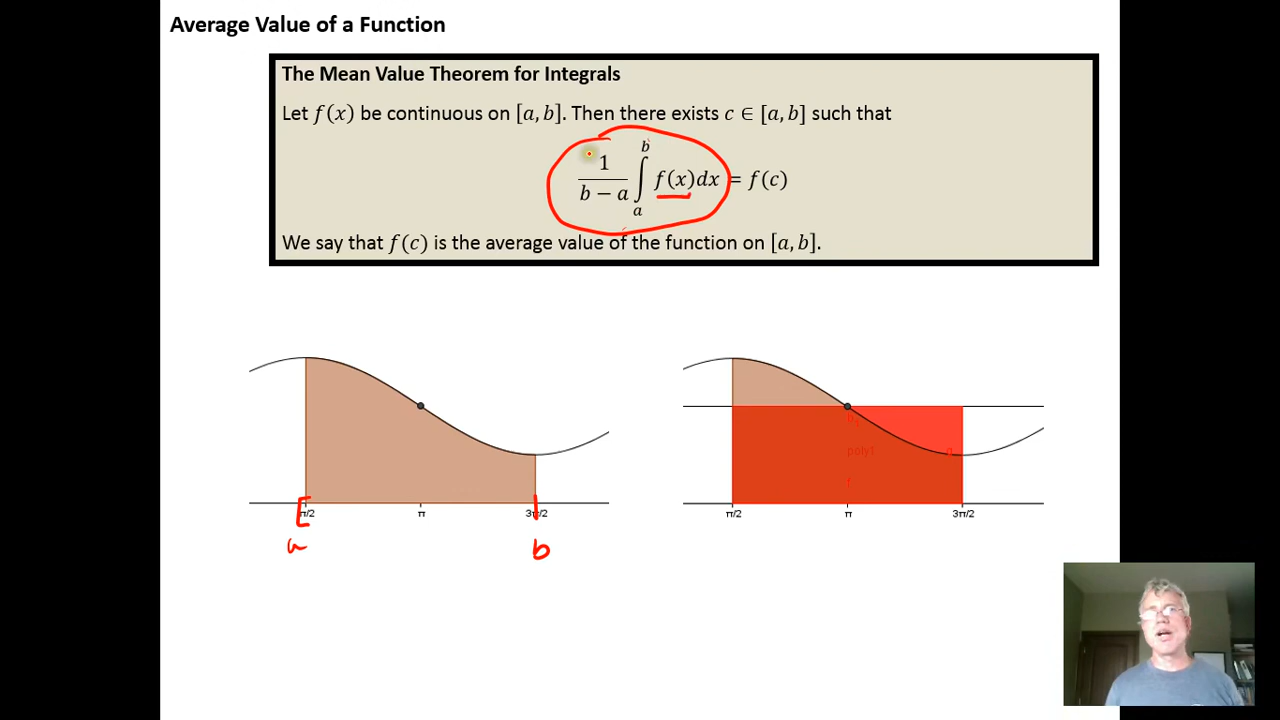 Average Value of a Function
The Mean Value Theorem for Integrals
Let f(x) be continuous on [a, b]. Then there exists c ∈ [a, b] such that
1/(b − a) ∫_a^b f(x)dx = f(c)
We say that f(c) is the average value of the function on [a, b].
π/2 π 3π/2
a b
poly1
π/2 π 3π/2